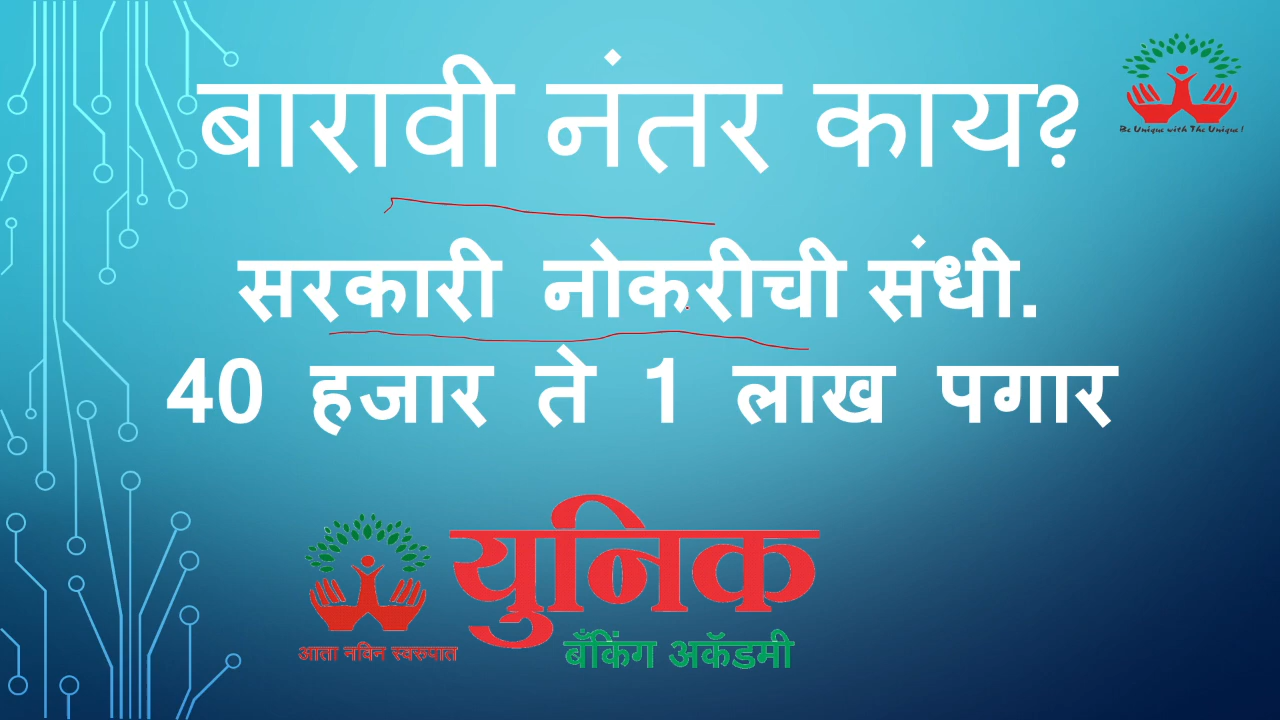 बारावी नंतर काय?
Be Unique with The Unique!
सरकारी नोकरीची संधी.
40 हजार ते 1 लाख पगार
युनिक
आता नविन स्वरुपात
बँकिंग अकॅडमी